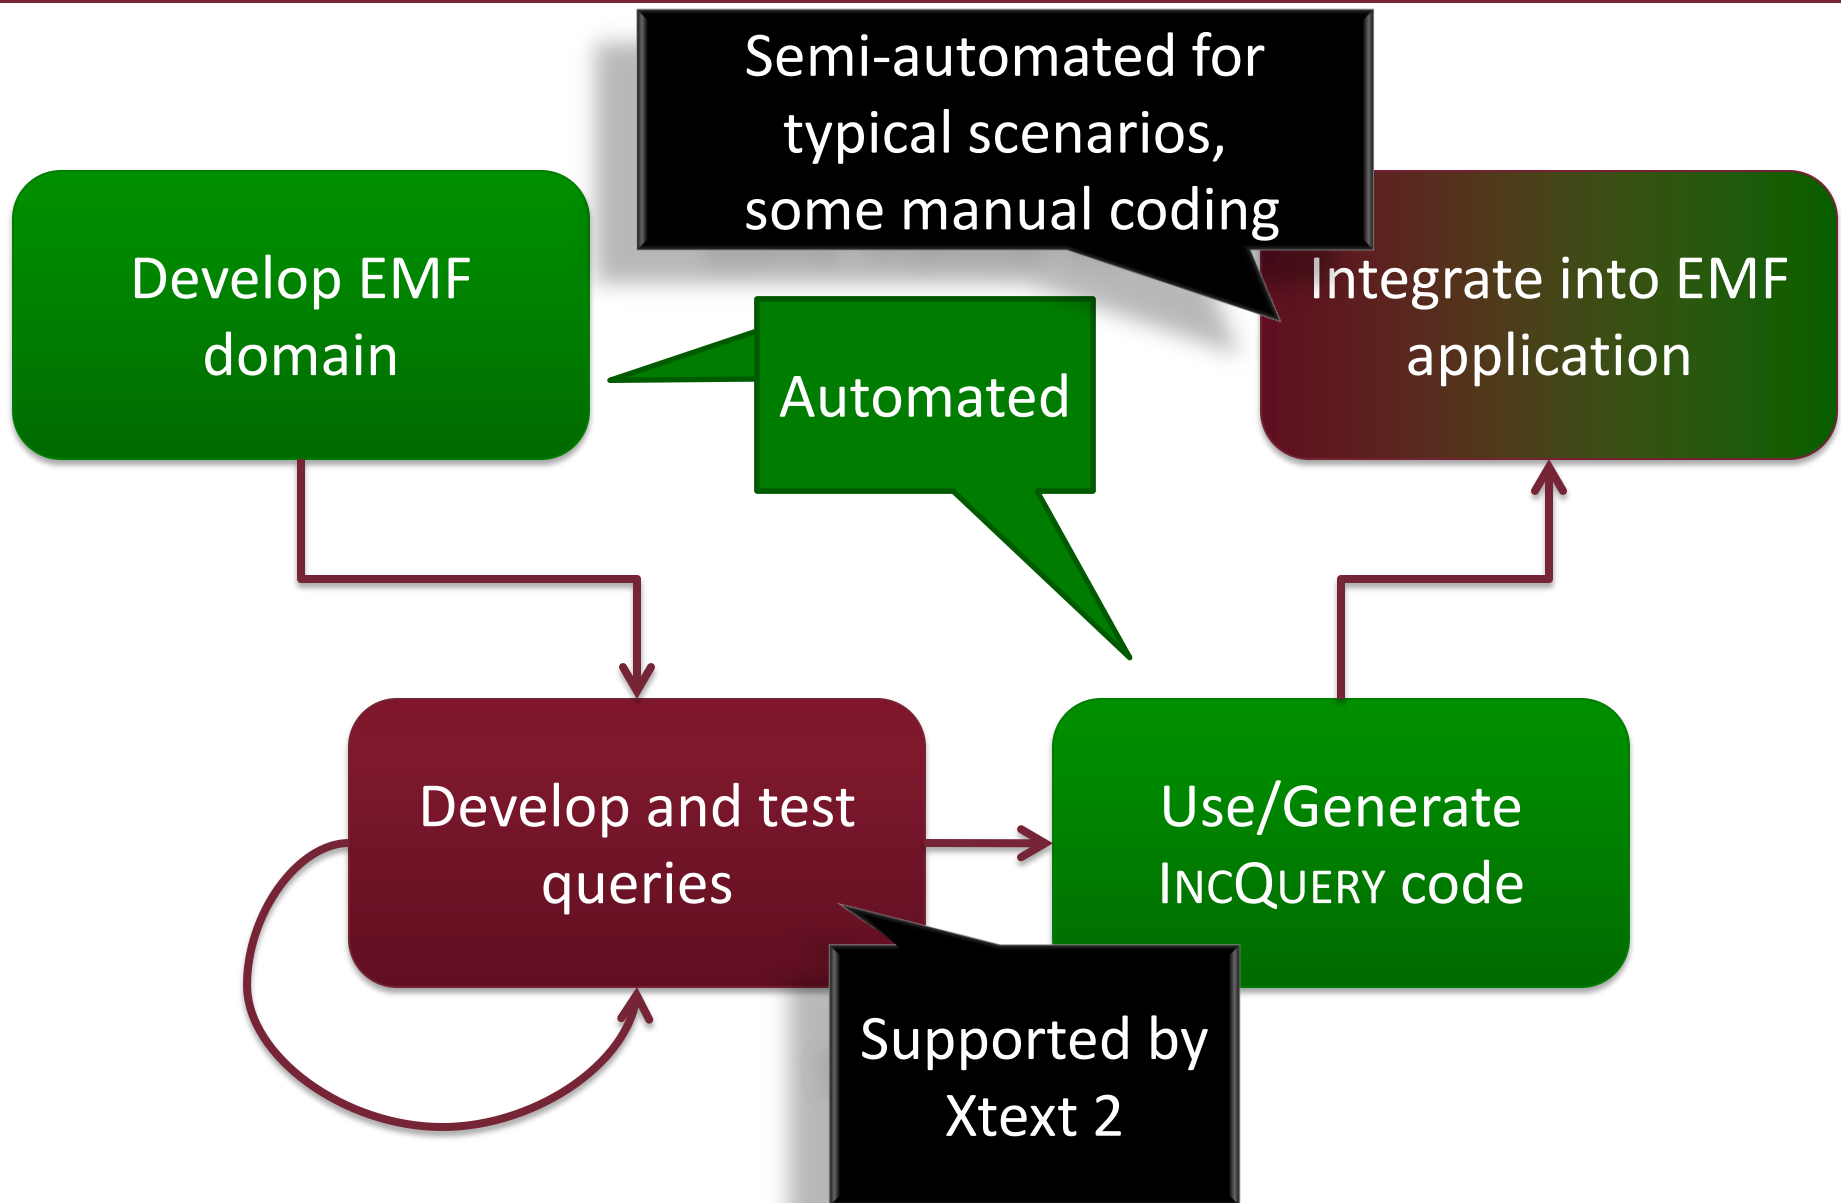 Semi-automated for
typical scenarios,
some manual coding
Develop EMF
domain
Automated
Integrate into EMF
application
Develop and test
queries
Use/Generate
INCQUERY code
Supported by
Xtext 2